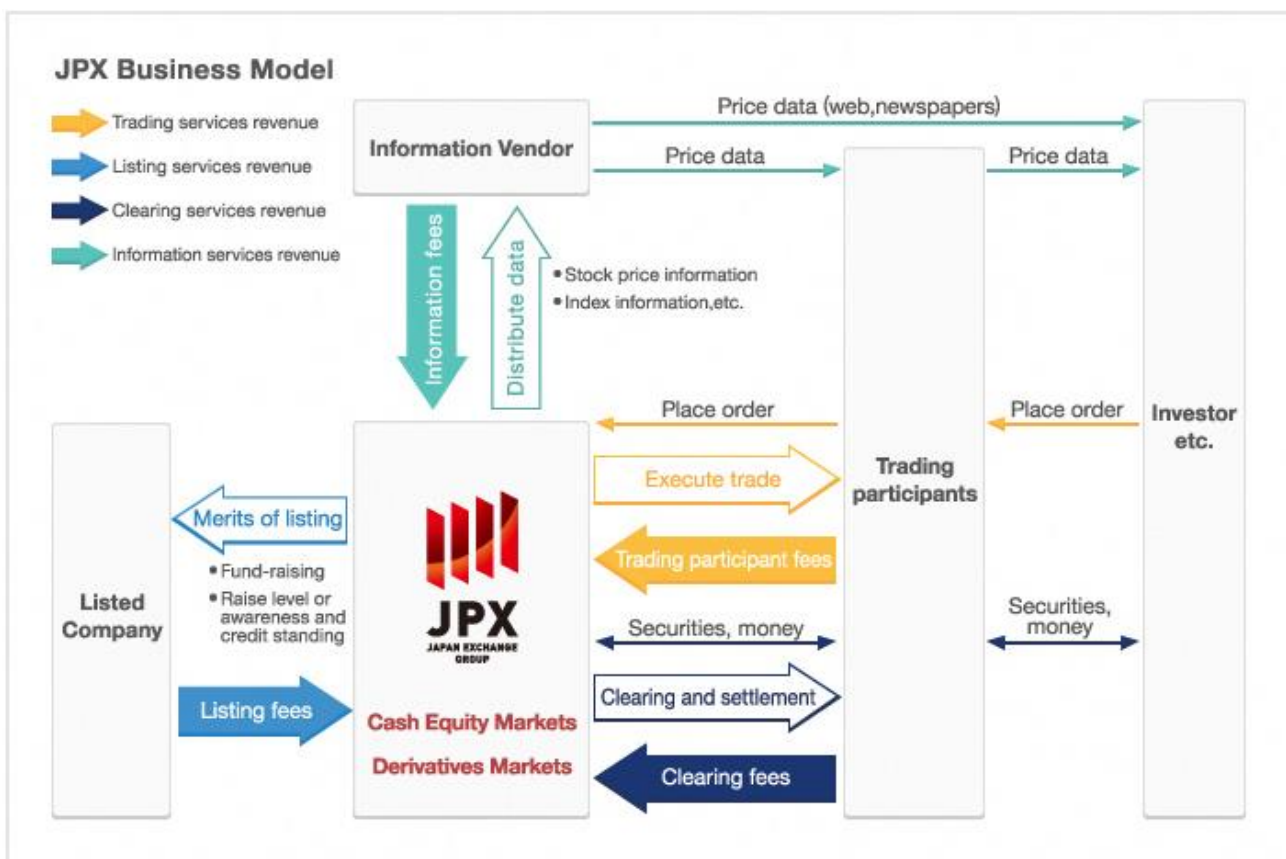 JPX Business Model
Trading services revenue
Listing services revenue
Clearing services revenue
Information services revenue
Information Vendor
Price data (web,newspapers)
Price data
Price data
Information fees
Distribute data
• Stock price information
• Index information,etc.
Place order
Place order
Investor
etc.
Execute trade
Trading
participants
Merits of listing
Trading participant fees
• Fund-raising
• Raise level or
awareness and
credit standing
Listed
Company
JPX
JAPAN EXCHANGE
GROUP
Securities, money
Securities,
money
Clearing and settlement
Listing fees
Cash Equity Markets
Derivatives Markets
Clearing fees